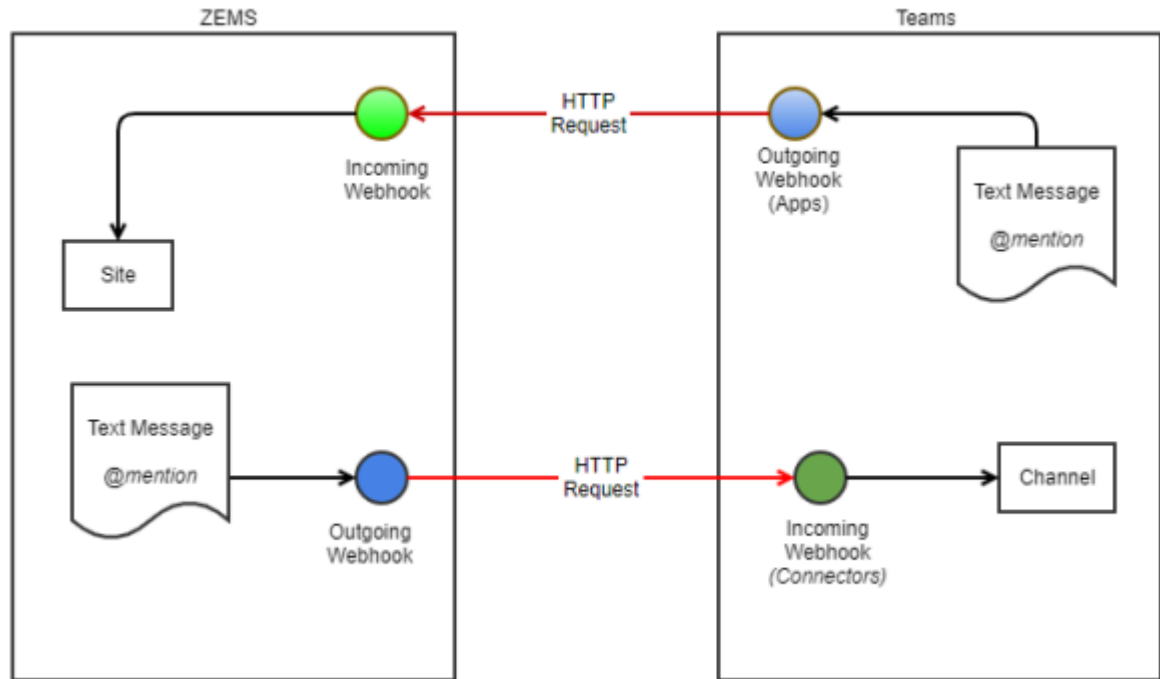 ZEMS
Teams
HTTP
Request
Incoming
Webhook
Outgoing
Webhook
(Apps)
Text Message
@mention
Site
Text Message
@mention
HTTP
Request
Channel
Outgoing
Webhook
Incoming
Webhook
(Connectors)